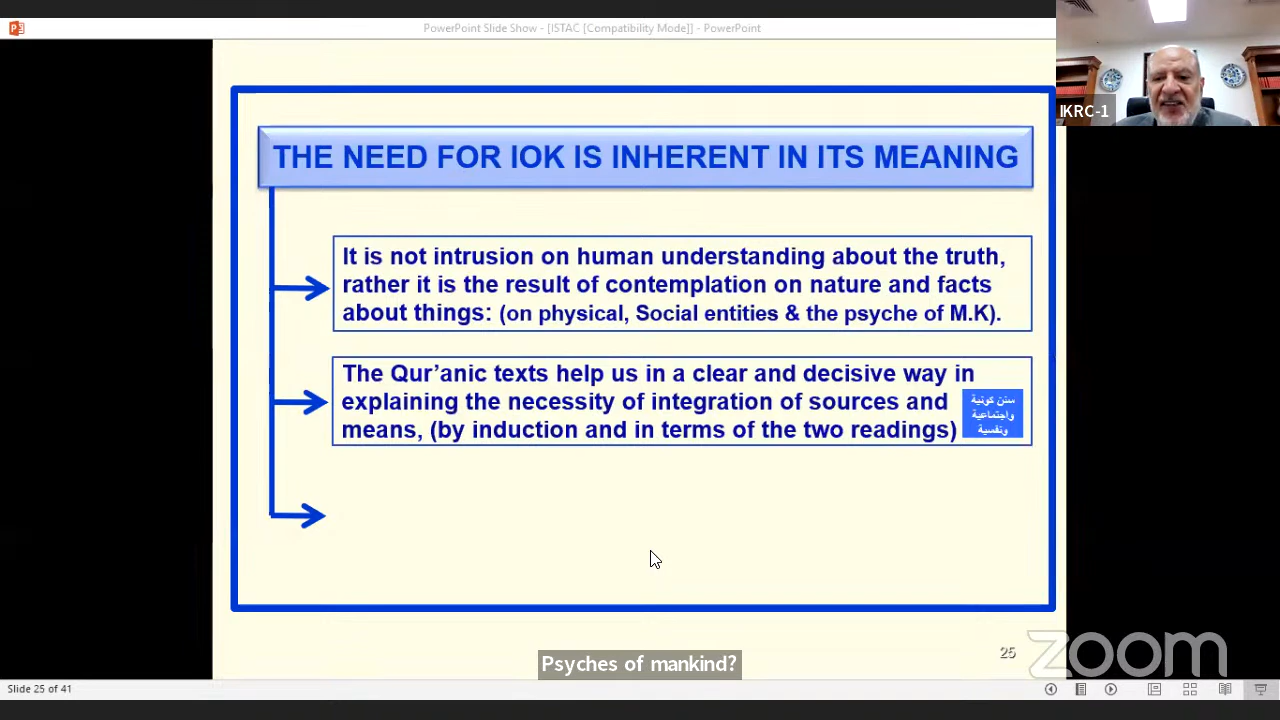 PowerPoint Slide Show - [ISTAC [Compatibility Mode]] - PowerPoint
IKRC-1
THE NEED FOR IOK IS INHERENT IN ITS MEANING
It is not intrusion on human understanding about the truth,
rather it is the result of contemplation on nature and facts
about things: (on physical, Social entities & the psyche of M.K).
The Qur’anic texts help us in a clear and decisive way in
explaining the necessity of integration of sources and
means, (by induction and in terms of the two readings)
سنن كونية
واجتماعية
ونفسية
25
zoom
Psyches of mankind?
Slide 25 of 41